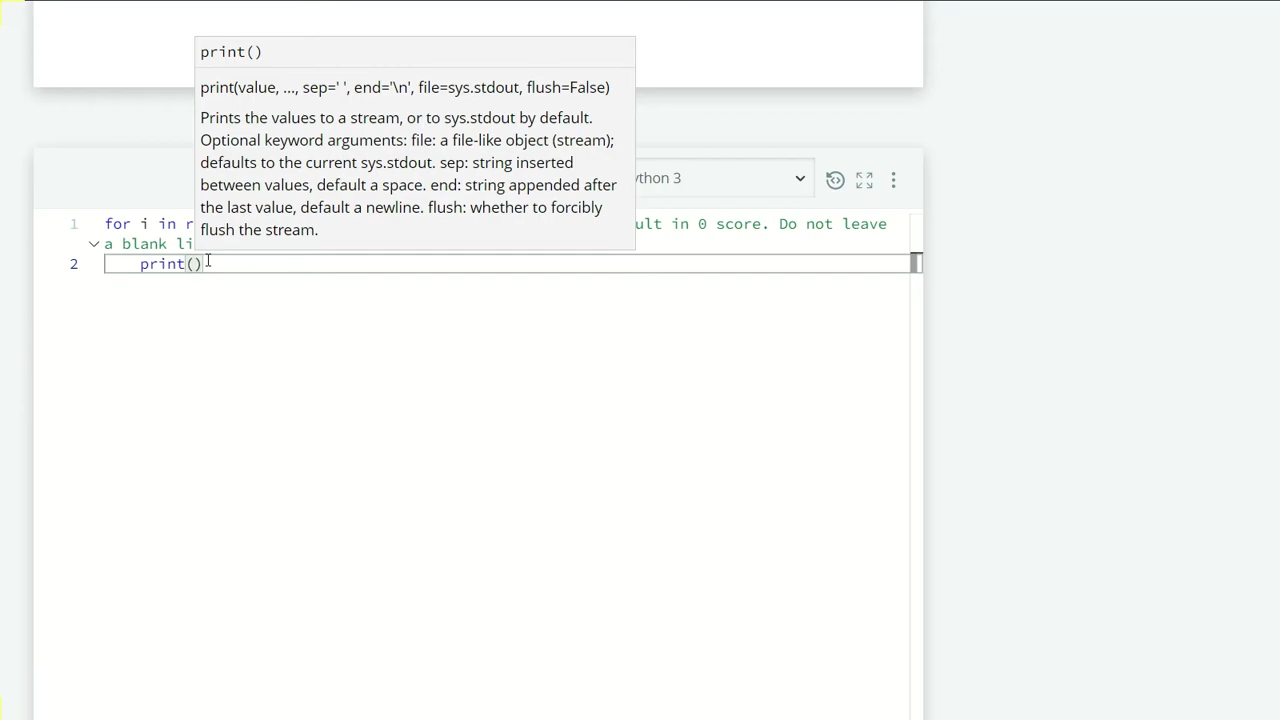 print()
print(value, ..., sep=' ', end='\n', file=sys.stdout, flush=False)
Prints the values to a stream, or to sys.stdout by default.
Optional keyword arguments: file: a file-like object (stream);
defaults to the current sys.stdout. sep: string inserted
between values, default a space. end: string appended after
the last value, default a newline. flush: whether to forcibly
flush the stream.
ython 3
1 for i in r ult in 0 score. Do not leave
a blank li
2 print()